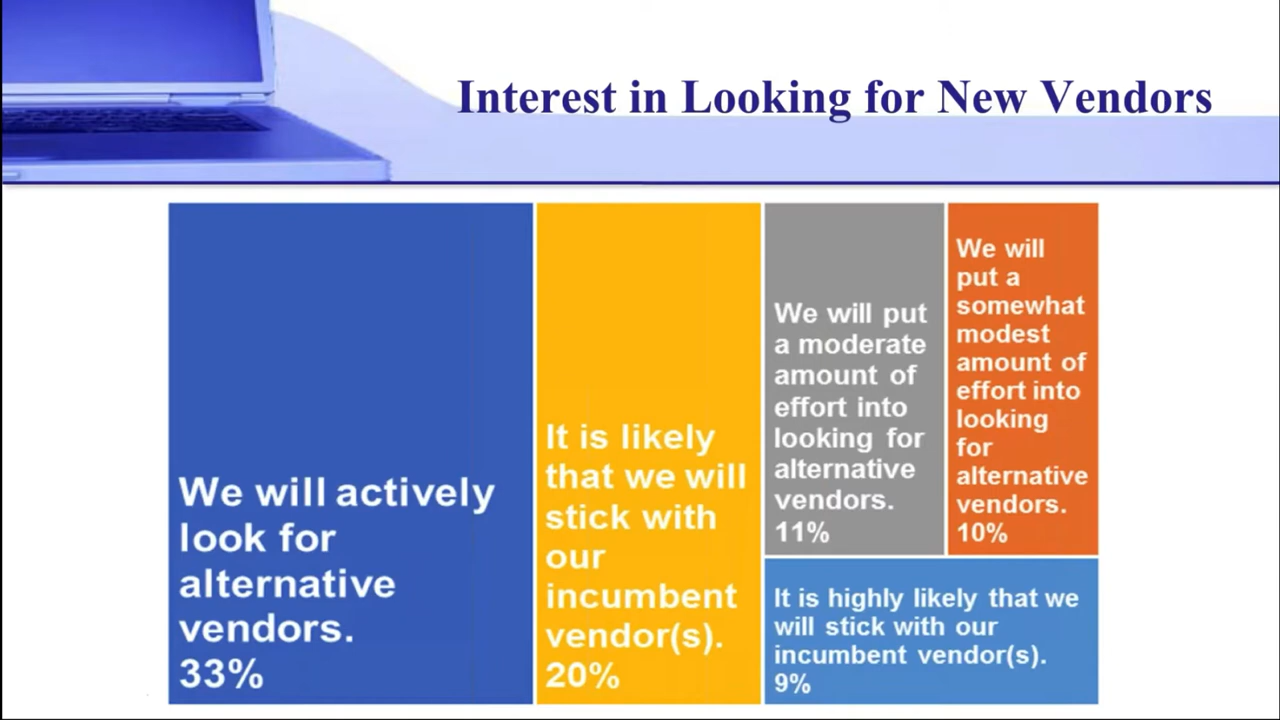 Interest in Looking for New Vendors
We will actively
look for
alternative
vendors.
33%
It is likely
that we will
stick with
our
incumbent
vendor(s).
20%
We will put
a moderate
amount of
effort into
looking for
alternative
vendors.
11%
We will
put a
somewhat
modest
amount of
effort into
looking
for
alternative
vendors.
10%
It is highly likely that we
will stick with our
incumbent vendor(s).
9%